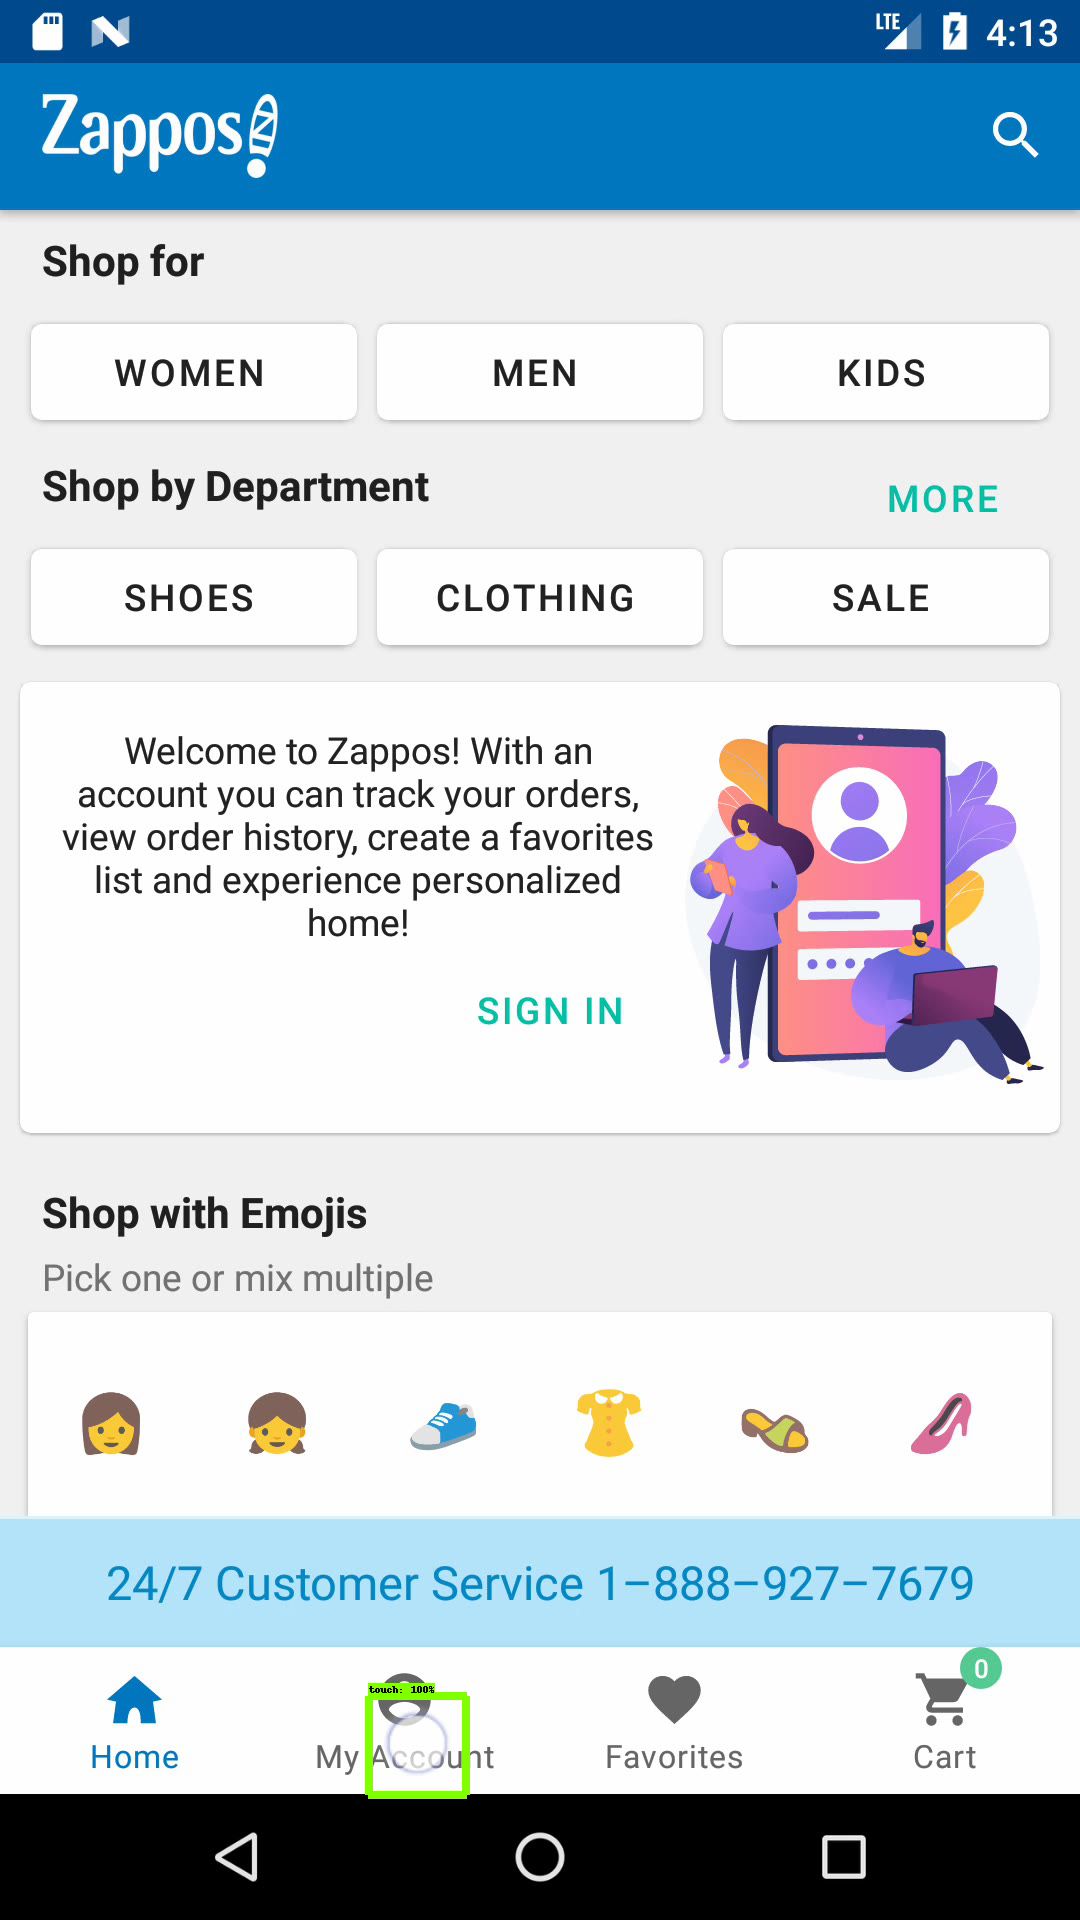 LTE 4:13
Zappos
Shop for
WOMEN MEN KIDS
Shop by Department MORE
SHOES CLOTHING SALE
Welcome to Zappos! With an
account you can track your orders,
view order history, create a favorites
list and experience personalized
home!
SIGN IN
Shop with Emojis
Pick one or mix multiple
24/7 Customer Service 1–888–927–7679
0
touch: 100%
Home My Account Favorites Cart